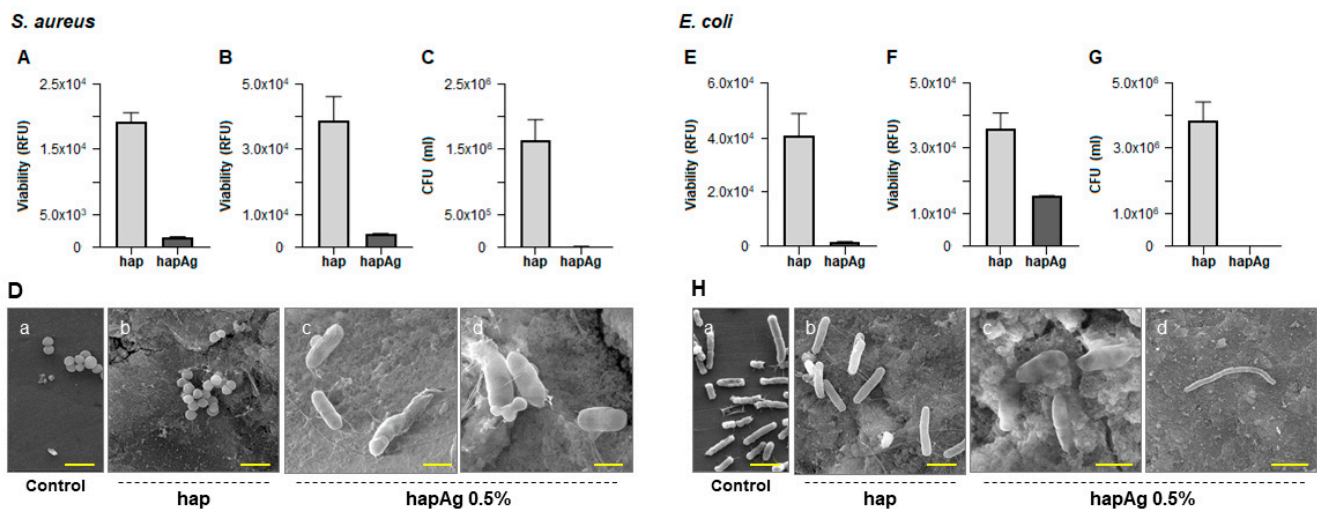 S. aureus
E. coli
A
Viability (RFU)
2.5x10⁴
1.5x10⁴
5.0x10³
0
hap hapAg
B
Viability (RFU)
5.0x10⁴
3.0x10⁴
1.0x10⁴
0
hap hapAg
C
CFU (ml)
2.5x10⁶
1.5x10⁶
5.0x10⁵
0
hap hapAg
E
Viability (RFU)
6.0x10⁴
4.0x10⁴
2.0x10⁴
0
hap hapAg
F
Viability (RFU)
5.0x10⁴
3.0x10⁴
1.0x10⁴
0
hap hapAg
G
CFU (ml)
5.0x10⁶
3.0x10⁶
1.0x10⁶
0
hap hapAg
D
a
b
c
d
Control
hap
hapAg 0.5%
H
a
b
c
d
Control
hap
hapAg 0.5%